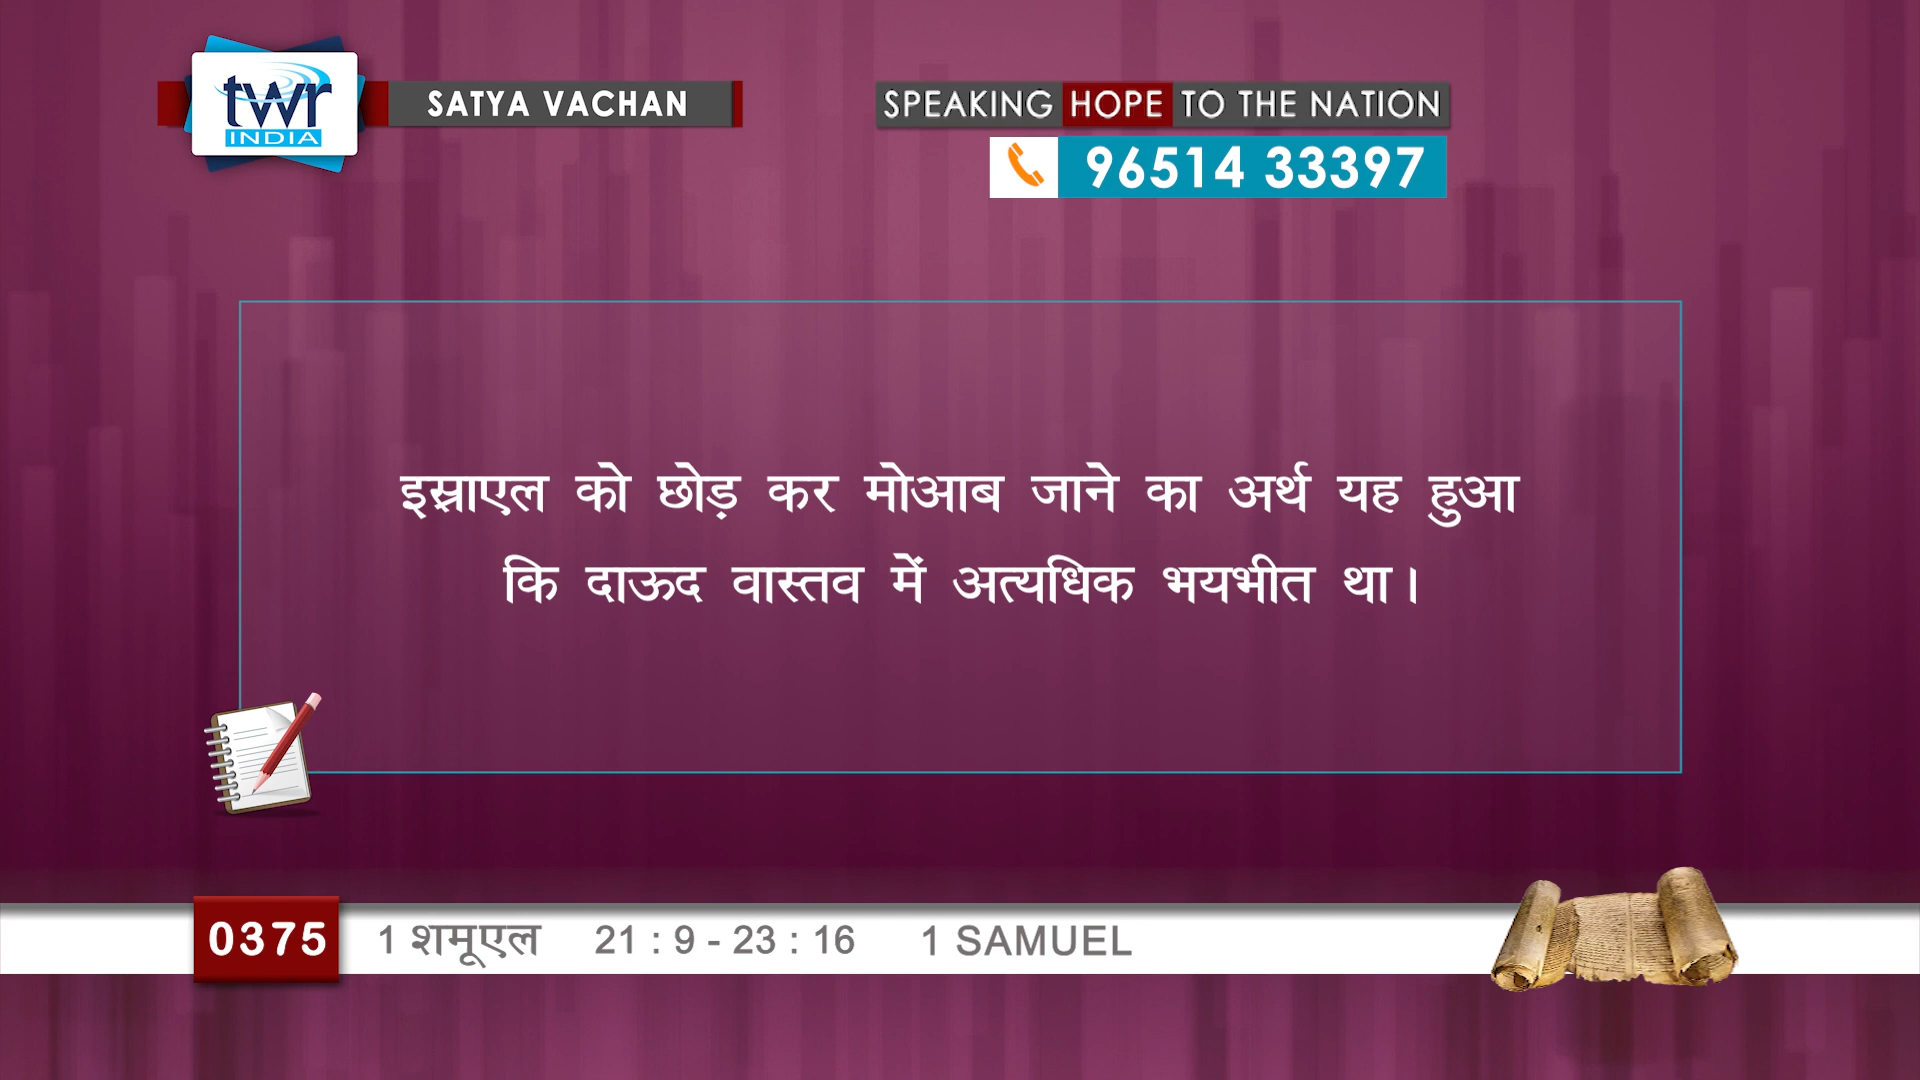 twr
INDIA
SATYA VACHAN
SPEAKING HOPE TO THE NATION
96514 33397
इस्राएल को छोड़ कर मोआब जाने का अर्थ यह हुआ
कि दाऊद वास्तव में अत्यधिक भयभीत था।
0375 1 शमूएल 21 : 9 - 23 : 16 1 SAMUEL